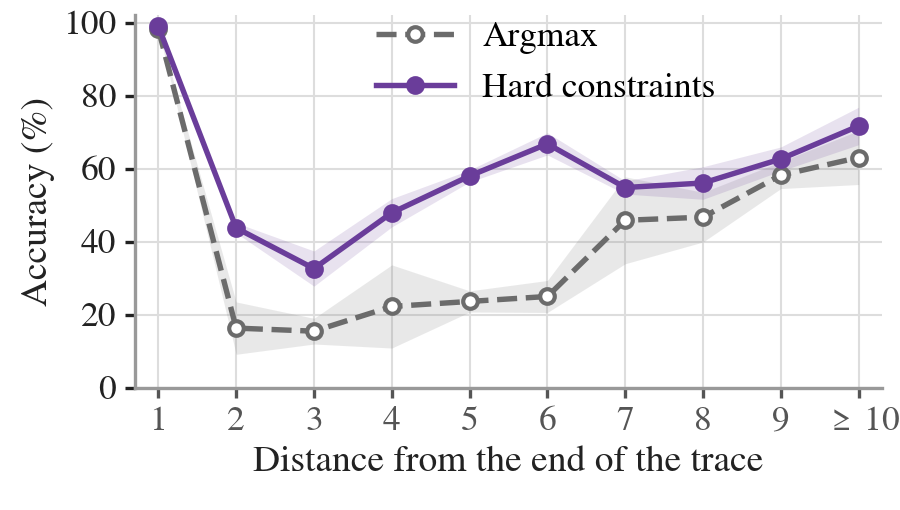 Argmax
Hard constraints
Accuracy (%)
100
80
60
40
20
0
1 2 3 4 5 6 7 8 9 ≥ 10
Distance from the end of the trace